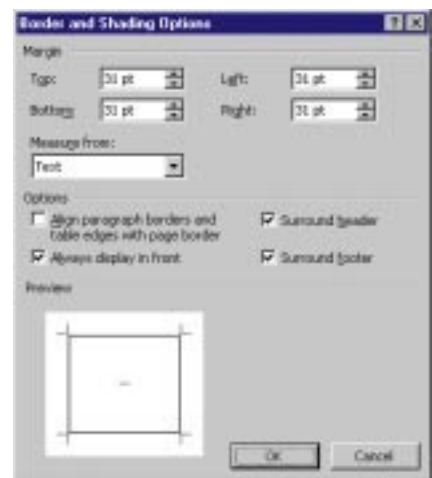 Border and Shading Options
Margin
Top: 31 pt Left: 31 pt
Bottom: 31 pt Right: 31 pt
Measure from:
Text
Options
Align paragraph borders and table edges with page border
Surround header
Always display in front
Surround footer
Preview
OK Cancel